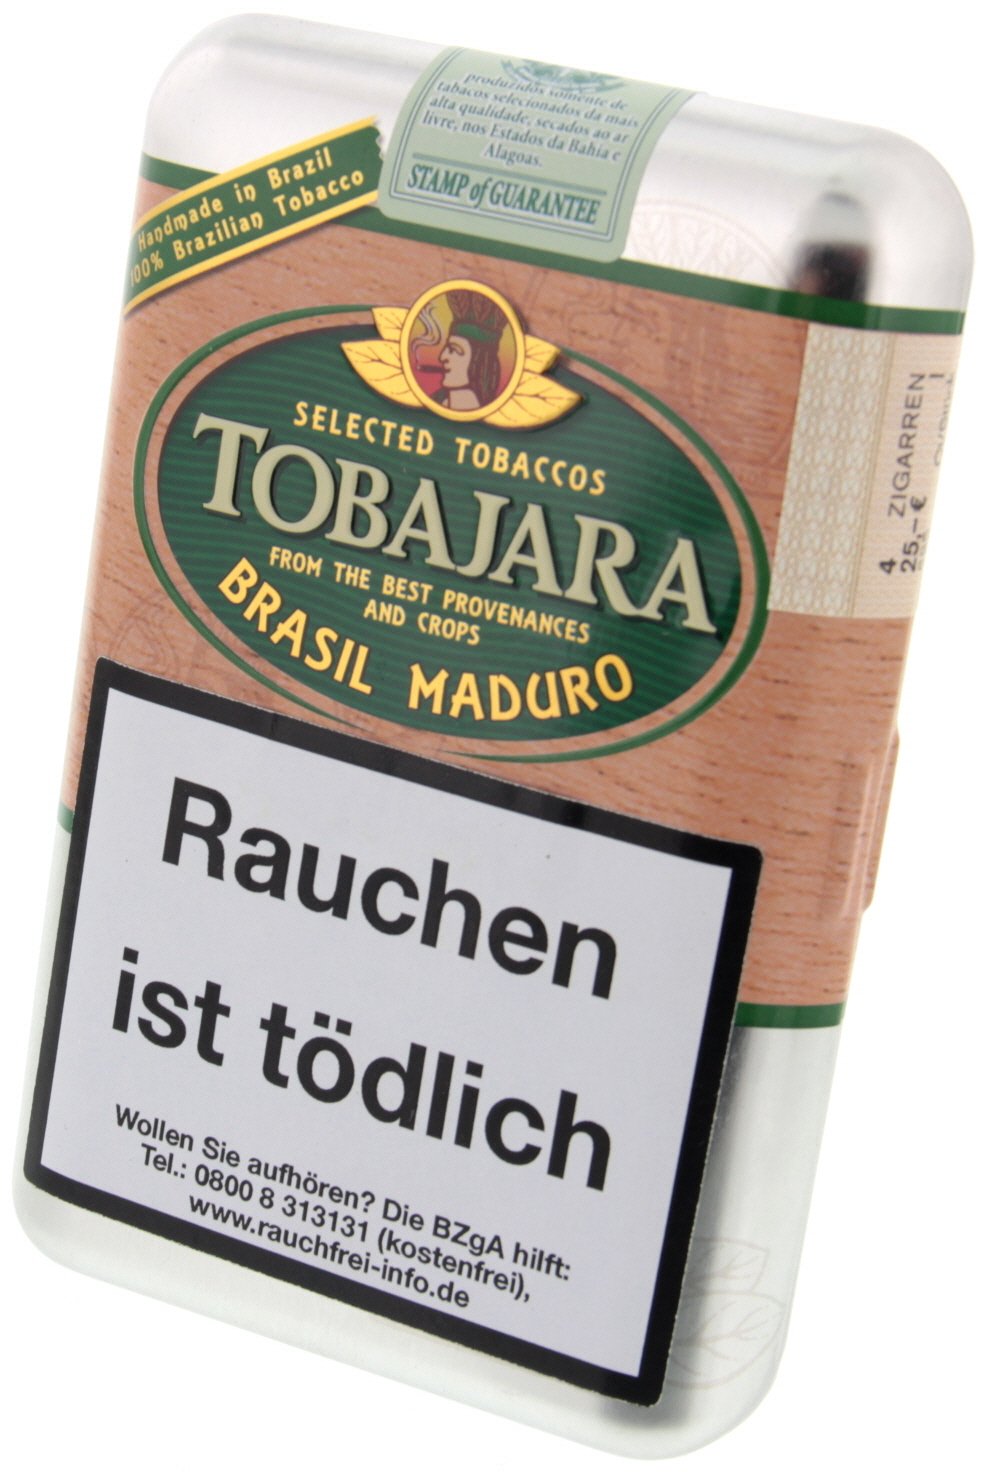 produzidos somente de
tabacos selecionados da mais
alta qualidade, secados ao ar
livre, nos Estados da Bahia e
Alagoas.
STAMP of GUARANTEE
Handmade in Brazil
100% Brazilian Tobacco
SELECTED TOBACCOS
TOBAJARA
FROM THE BEST PROVENANCES
AND CROPS
BRASIL MADURO
4 ZIGARREN
25,– €
Rauchen
ist tödlich
Wollen Sie aufhören? Die BZgA hilft:
Tel.: 0800 8 313131 (kostenfrei),
www.rauchfrei-info.de